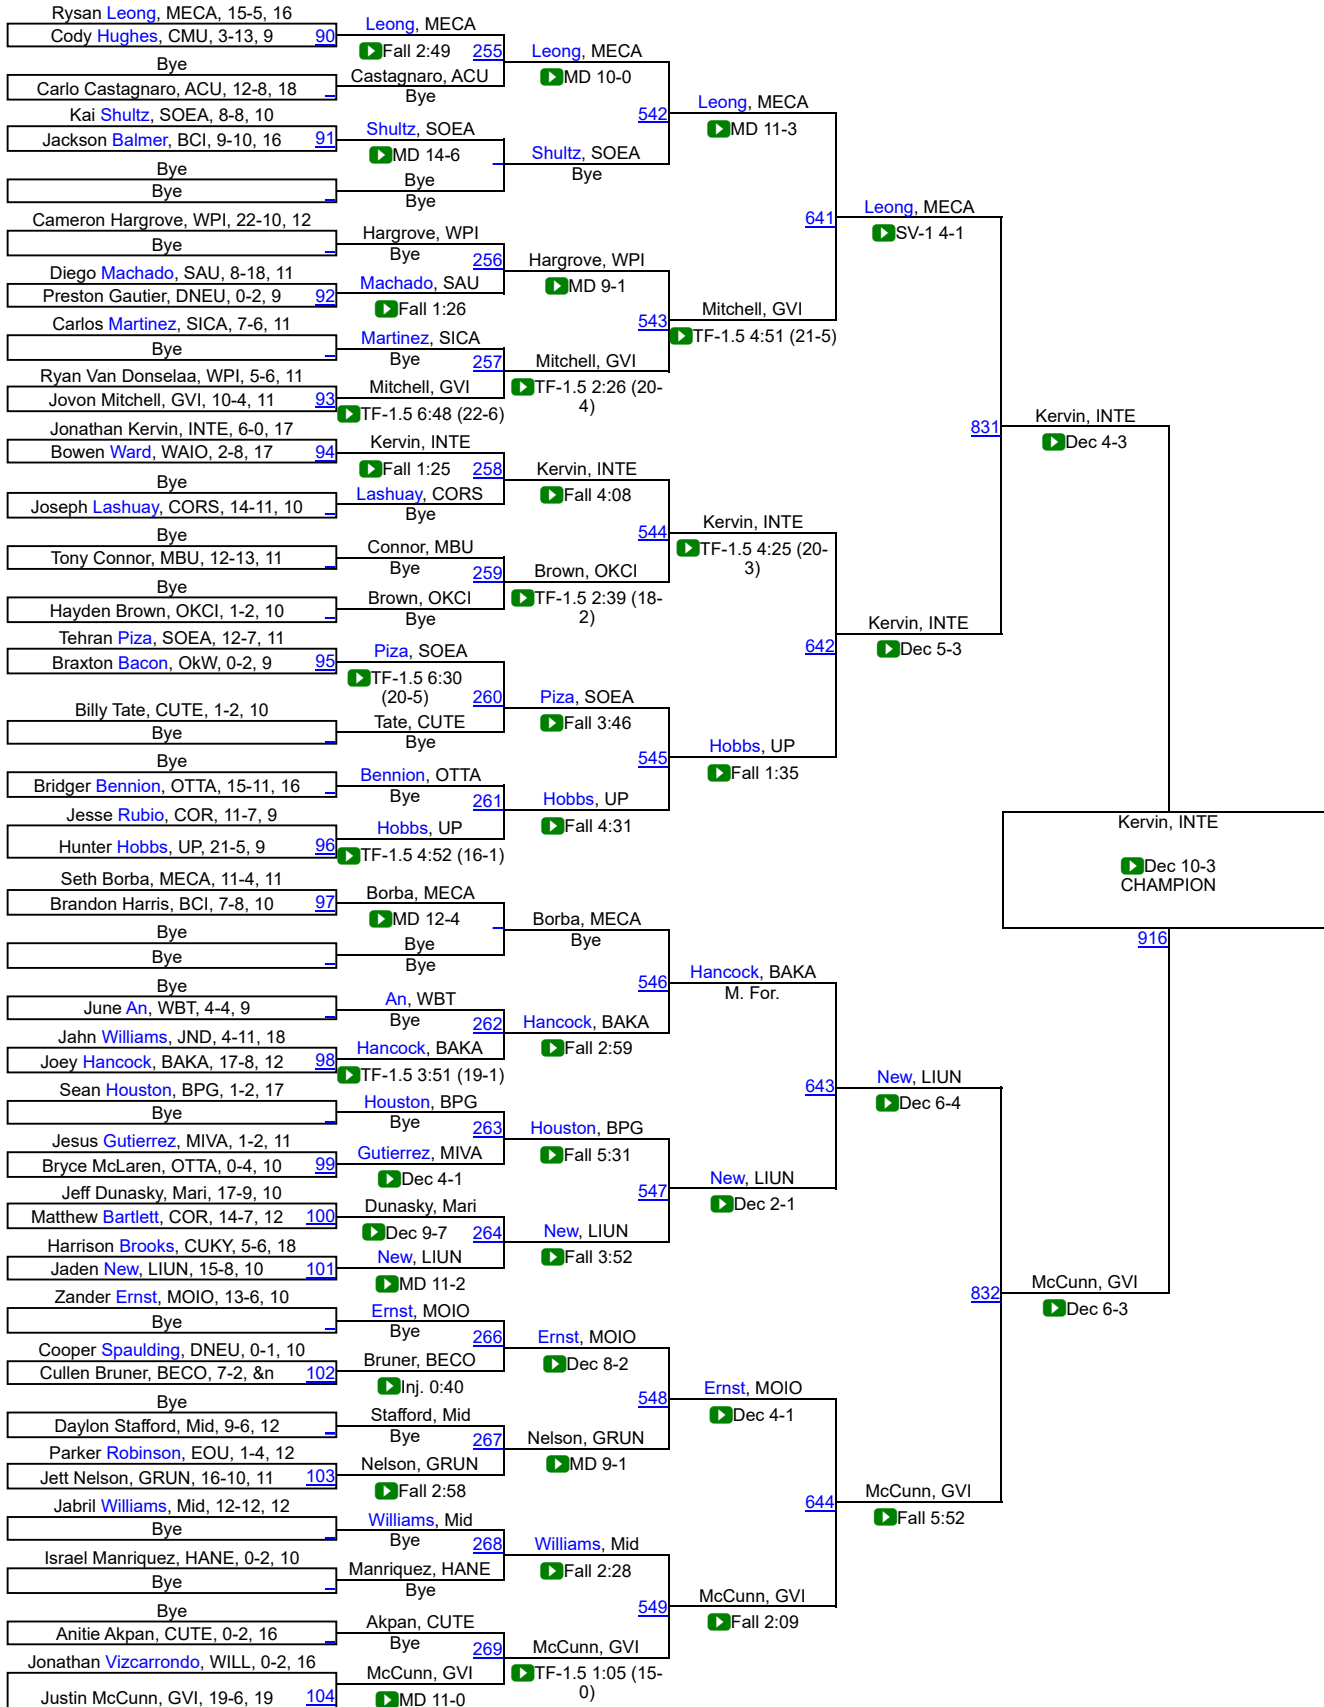 Rysan Leong, MECA, 15-5, 16
Cody Hughes, CMU, 3-13, 9 90
Bye
Carlo Castagnaro, ACU, 12-8, 18
Kai Shultz, SOEA, 8-8, 10
Jackson Balmer, BCI, 9-10, 16 91
Bye
Bye
Cameron Hargrove, WPI, 22-10, 12
Bye
Diego Machado, SAU, 8-18, 11
Preston Gautier, DNEU, 0-2, 9 92
Carlos Martinez, SICA, 7-6, 11
Bye
Ryan Van Donselaa, WPI, 5-6, 11
Jovon Mitchell, GVI, 10-4, 11 93
Jonathan Kervin, INTE, 6-0, 17
Bowen Ward, WAIO, 2-8, 17 94
Bye
Joseph Lashuay, CORS, 14-11, 10
Bye
Tony Connor, MBU, 12-13, 11
Bye
Hayden Brown, OKCI, 1-2, 10
Tehran Piza, SOEA, 12-7, 11
Braxton Bacon, OkW, 0-2, 9 95
Billy Tate, CUTE, 1-2, 10
Bye
Bye
Bridger Bennion, OTTA, 15-11, 16
Jesse Rubio, COR, 11-7, 9
Hunter Hobbs, UP, 21-5, 9 96
Seth Borba, MECA, 11-4, 11
Brandon Harris, BCI, 7-8, 10 97
Bye
Bye
Bye
June An, WBT, 4-4, 9
Jahn Williams, JND, 4-11, 18
Joey Hancock, BAKA, 17-8, 12 98
Sean Houston, BPG, 1-2, 17
Bye
Jesus Gutierrez, MIVA, 1-2, 11
Bryce McLaren, OTTA, 0-4, 10 99
Jeff Dunasky, Mari, 17-9, 10
Matthew Bartlett, COR, 14-7, 12 100
Harrison Brooks, CUKY, 5-6, 18
Jaden New, LIUN, 15-8, 10 101
Zander Ernst, MOIO, 13-6, 10
Bye
Cooper Spaulding, DNEU, 0-1, 10
Cullen Bruner, BECO, 7-2, &n 102
Bye
Daylon Stafford, Mid, 9-6, 12
Parker Robinson, EOU, 1-4, 12
Jett Nelson, GRUN, 16-10, 11 103
Jabril Williams, Mid, 12-12, 12
Bye
Israel Manriquez, HANE, 0-2, 10
Bye
Bye
Anitie Akpan, CUTE, 0-2, 16
Jonathan Vizcarrondo, WILL, 0-2, 16
Justin McCunn, GVI, 19-6, 19 104
Leong, MECA
Fall 2:49 255
Castagnaro, ACU
Bye
Shultz, SOEA
MD 14-6
Bye
Bye
Hargrove, WPI
Bye 256
Machado, SAU
Fall 1:26
Martinez, SICA
Bye 257
Mitchell, GVI
TF-1.5 6:48 (22-6)
Kervin, INTE
Fall 1:25 258
Lashuay, CORS
Bye
Connor, MBU
Bye 259
Brown, OKCI
Bye
Piza, SOEA
TF-1.5 6:30
(20-5) 260
Tate, CUTE
Bye
Bennion, OTTA
Bye 261
Hobbs, UP
TF-1.5 4:52 (16-1)
Borba, MECA
MD 12-4
Bye
Bye
An, WBT
Bye 262
Hancock, BAKA
TF-1.5 3:51 (19-1)
Houston, BPG
Bye 263
Gutierrez, MIVA
Dec 4-1
Dunasky, Mari
Dec 9-7 264
New, LIUN
MD 11-2
Ernst, MOIO
Bye 266
Bruner, BECO
Inj. 0:40
Stafford, Mid
Bye 267
Nelson, GRUN
Fall 2:58
Williams, Mid
Bye 268
Manriquez, HANE
Bye
Akpan, CUTE
Bye 269
McCunn, GVI
MD 11-0
Leong, MECA
MD 10-0
542
Shultz, SOEA
Bye
Hargrove, WPI
MD 9-1
543
Mitchell, GVI
TF-1.5 2:26 (20-
4)
Kervin, INTE
Fall 4:08
544
Brown, OKCI
TF-1.5 2:39 (18-
2)
Piza, SOEA
Fall 3:46
545
Hobbs, UP
Fall 4:31
Borba, MECA
Bye
546
Hancock, BAKA
Fall 2:59
Houston, BPG
Fall 5:31
547
New, LIUN
Fall 3:52
Ernst, MOIO
Dec 8-2
548
Nelson, GRUN
MD 9-1
Williams, Mid
Fall 2:28
549
McCunn, GVI
TF-1.5 1:05 (15-
0)
Leong, MECA
MD 11-3
641
Mitchell, GVI
TF-1.5 4:51 (21-5)
Kervin, INTE
TF-1.5 4:25 (20-
3)
642
Hobbs, UP
Fall 1:35
Hancock, BAKA
M. For.
643
New, LIUN
Dec 2-1
Ernst, MOIO
Dec 4-1
644
McCunn, GVI
Fall 2:09
Leong, MECA
SV-1 4-1
831
Kervin, INTE
Dec 5-3
New, LIUN
Dec 6-4
832
McCunn, GVI
Fall 5:52
Kervin, INTE
Dec 4-3
McCunn, GVI
Dec 6-3
Kervin, INTE
Dec 10-3
CHAMPION
916